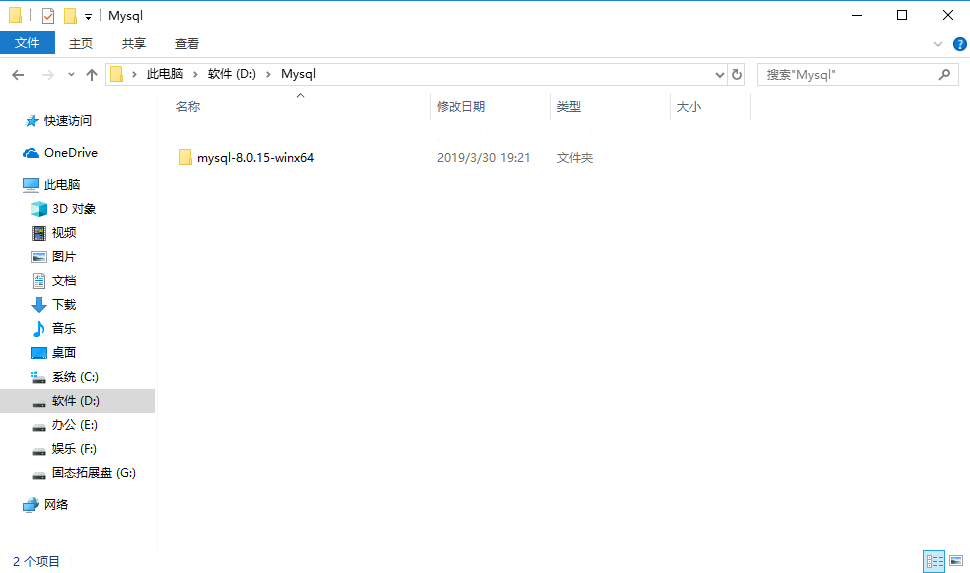 Mysql
文件 主页 共享 查看
此电脑 软件 (D:) Mysql 搜索"Mysql"
名称 修改日期 类型 大小
mysql-8.0.15-winx64 2019/3/30 19:21 文件夹
快速访问
OneDrive
此电脑
3D 对象
视频
图片
文档
下载
音乐
桌面
系统 (C:)
软件 (D:)
办公 (E:)
娱乐 (F:)
固态拓展盘 (G:)
网络
2 个项目